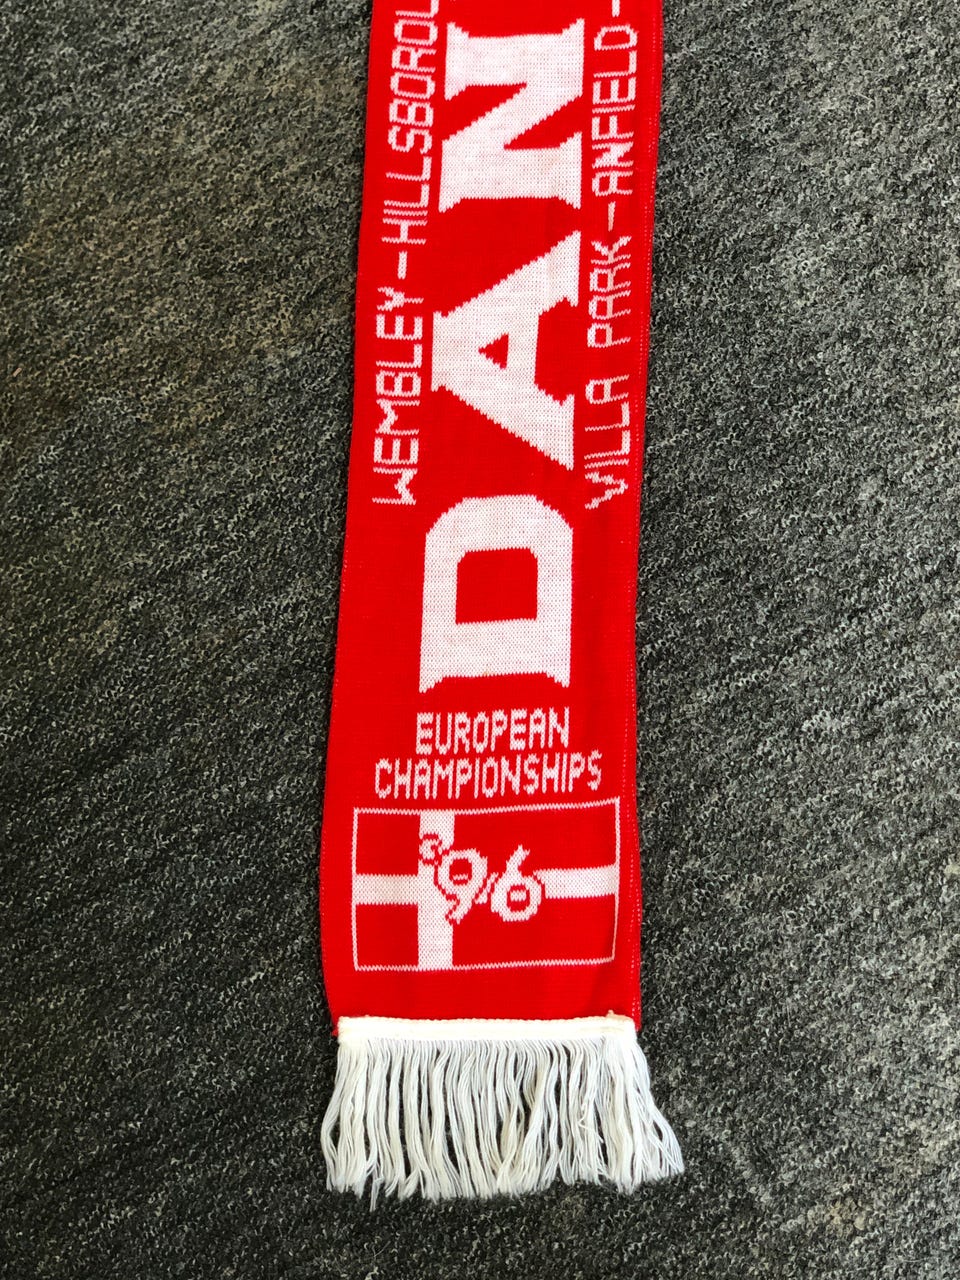 WEMBLEY-HILLSBOROU
DAN
VILLA PARK-ANFIELD-
EUROPEAN
CHAMPIONSHIPS
'96